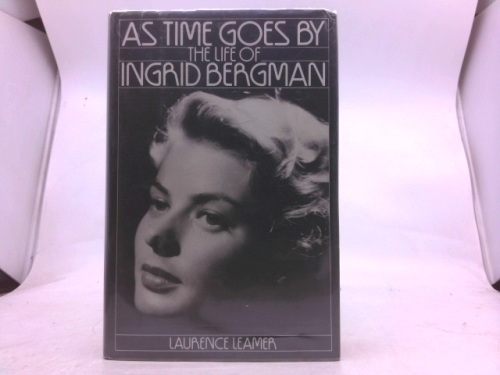 AS TIME GOES BY
THE LIFE OF
INGRID BERGMAN
LAURENCE LEAMER